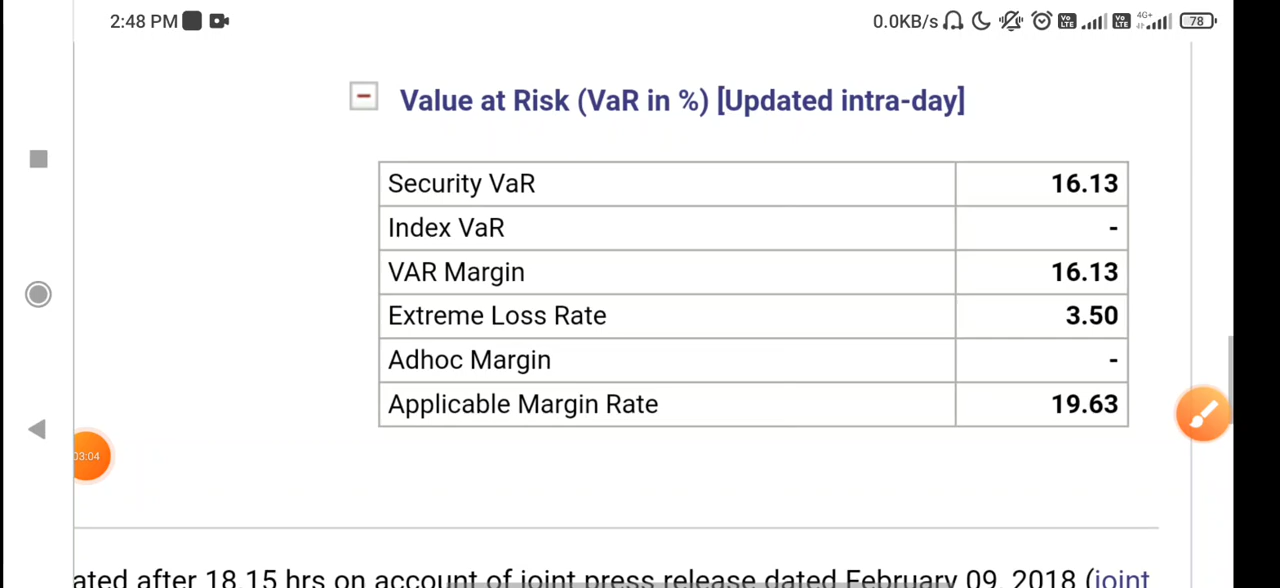 2:48 PM 0.0KB/s 4G+ 78
Value at Risk (VaR in %) [Updated intra-day]
Security VaR 16.13
Index VaR -
VAR Margin 16.13
Extreme Loss Rate 3.50
Adhoc Margin -
Applicable Margin Rate 19.63
03:04
ated after 18.15 hrs on account of joint press release dated February 09, 2018 (joint